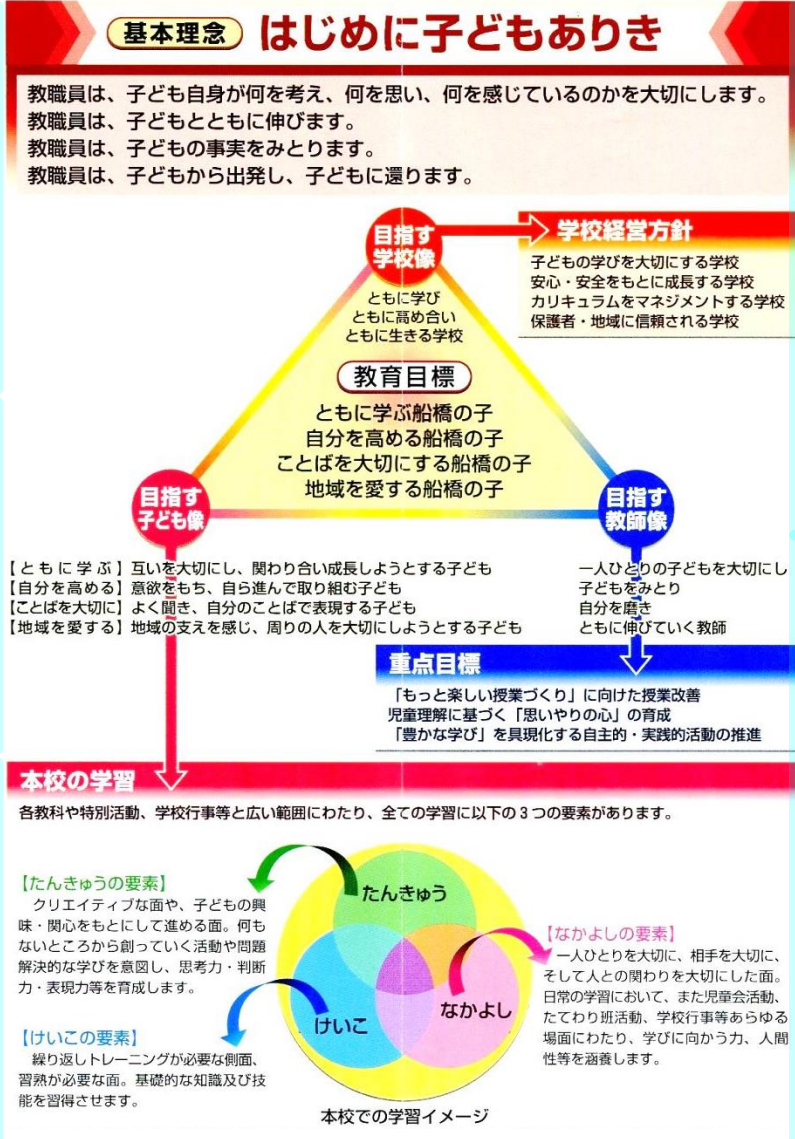 基本理念 はじめに子どもありき
教職員は、子ども自身が何を考え、何を思い、何を感じているのかを大切にします。
教職員は、子どもとともに伸びます。
教職員は、子どもの事実をみとります。
教職員は、子どもから出発し、子どもに還ります。
目指す
学校像
学校経営方針
子どもの学びを大切にする学校
安心・安全をもとに成長する学校
カリキュラムをマネジメントする学校
保護者・地域に信頼される学校
ともに学び
ともに高め合い
ともに生きる学校
教育目標
ともに学ぶ船橋の子
自分を高める船橋の子
ことばを大切にする船橋の子
地域を愛する船橋の子
目指す
子ども像
目指す
教師像
【ともに学ぶ】互いを大切にし、関わり合い成長しようとする子ども
【自分を高める】意欲をもち、自ら進んで取り組む子ども
【ことばを大切に】よく聞き、自分のことばで表現する子ども
【地域を愛する】地域の支えを感じ、周りの人を大切にしようとする子ども
一人ひとりの子どもを大切にし
子どもをみとり
自分を磨き
ともに伸びていく教師
重点目標
「もっと楽しい授業づくり」に向けた授業改善
児童理解に基づく「思いやりの心」の育成
「豊かな学び」を具現化する自主的・実践的活動の推進
本校の学習
各教科や特別活動、学校行事等と広い範囲にわたり、全ての学習に以下の3つの要素があります。
【たんきゅうの要素】
クリエイティブな面や、子どもの興
味・関心をもとにして進める面。何も
ないところから創っていく活動や問題
解決的な学びを意図し、思考力・判断
力・表現力等を育成します。
【けいこの要素】
繰り返しトレーニングが必要な側面、
習熟が必要な面。基礎的な知識及び技
能を習得させます。
たんきゅう
けいこ
なかよし
本校での学習イメージ
【なかよしの要素】
一人ひとりを大切に、相手を大切に、
そして人との関わりを大切にした面。
日常の学習において、また児童会活動、
たてわり班活動、学校行事等あらゆる
場面にわたり、学びに向かう力、人間
性等を涵養します。